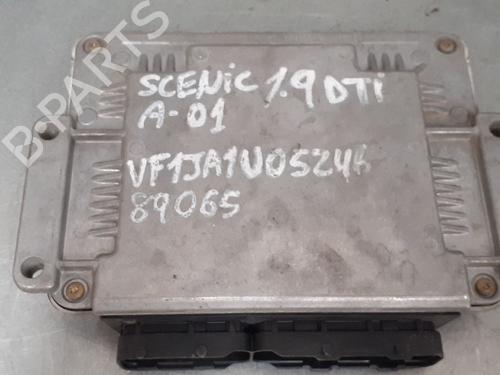 B-PARTS
SCENIC 1.9 DTI
A-01
VF1JA1U0524
89065